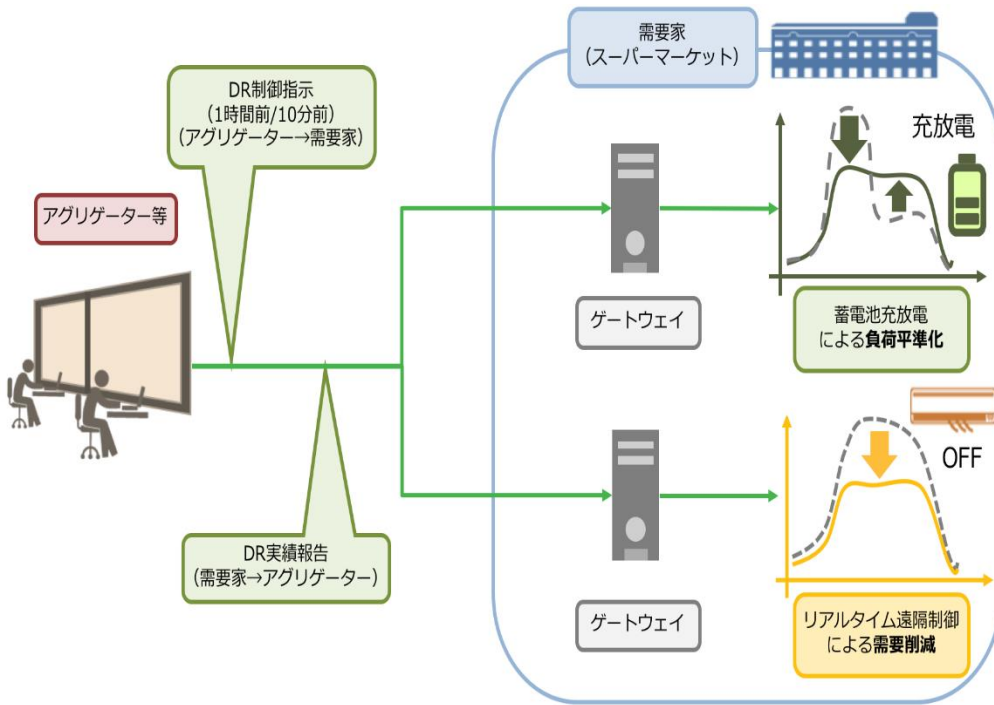 需要家
（スーパーマーケット）
DR制御指示
（1時間前/10分前）
（アグリゲーター→需要家）
アグリゲーター等
充放電
ゲートウェイ
蓄電池充放電
による負荷平準化
OFF
DR実績報告
（需要家→アグリゲーター）
ゲートウェイ
リアルタイム遠隔制御
による需要削減